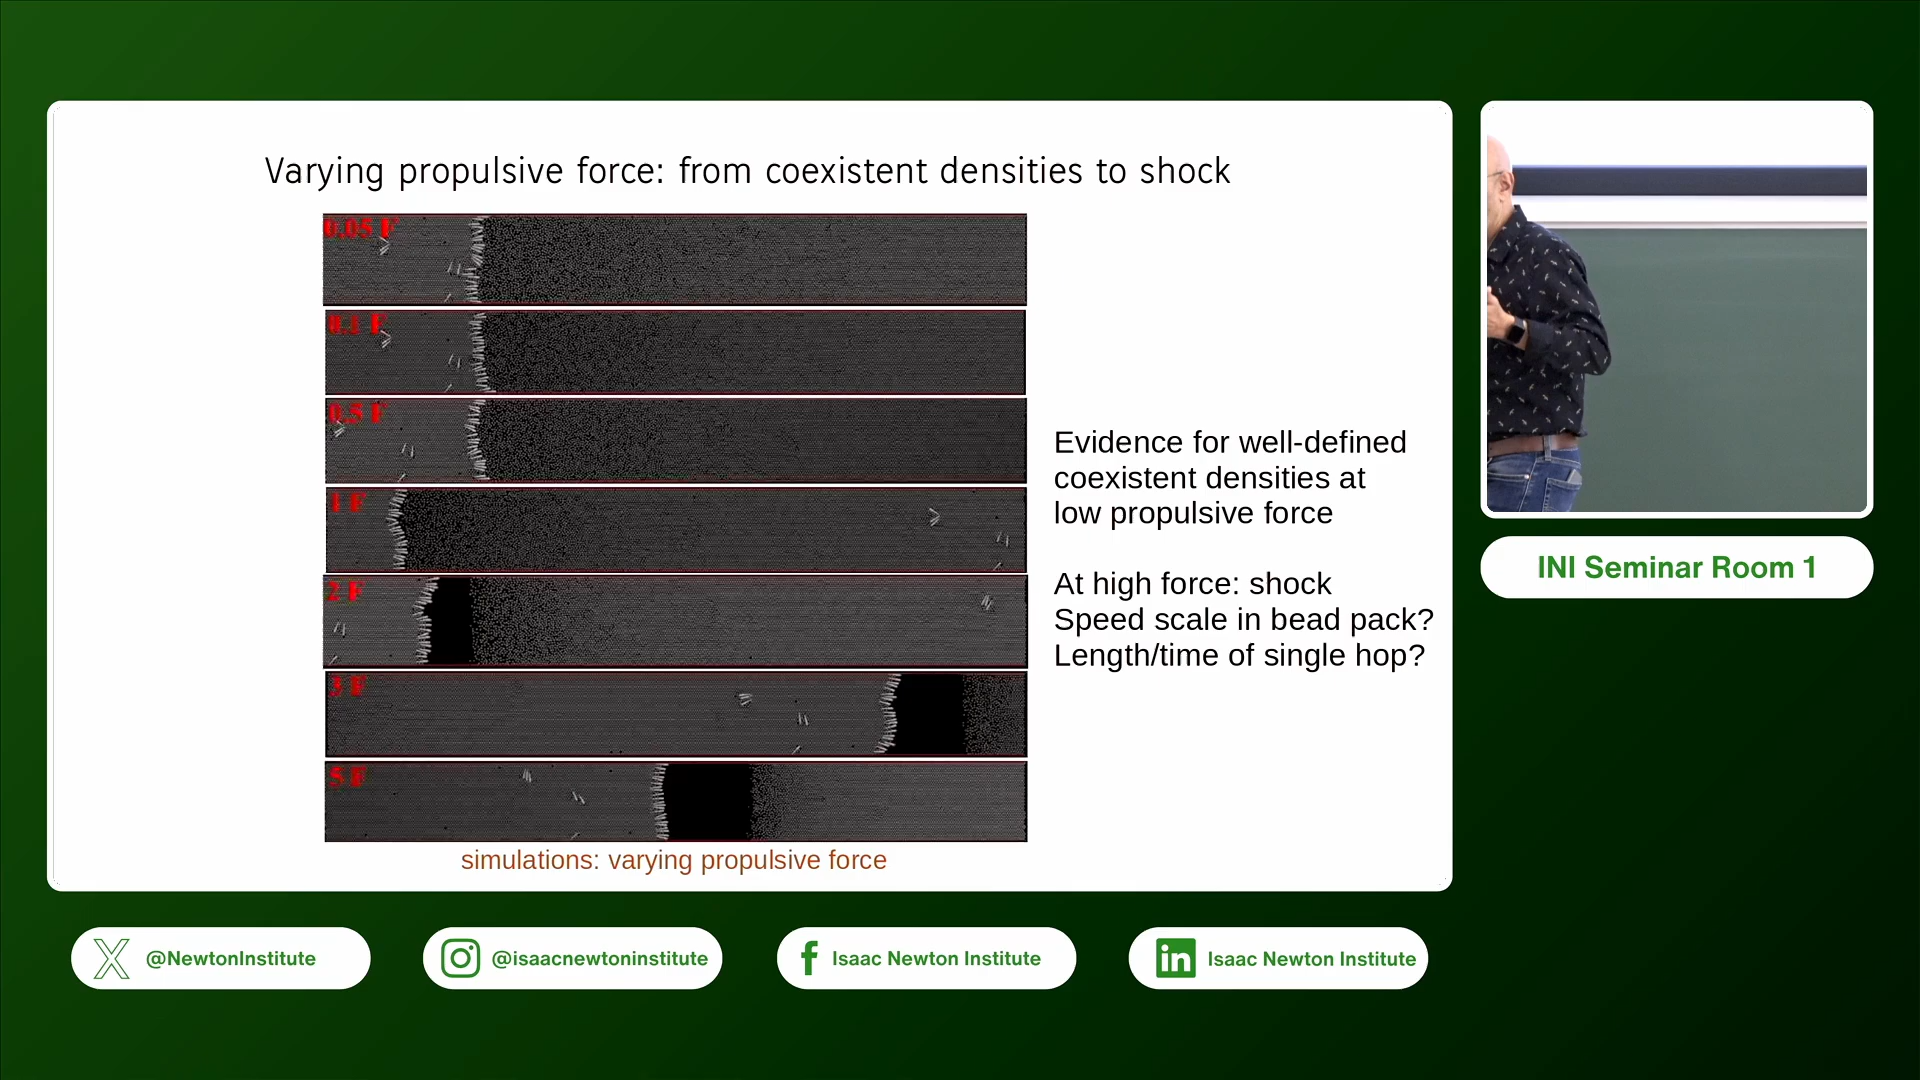 Varying propulsive force: from coexistent densities to shock
0.05 F
0.1 F
0.5 F
1 F
2 F
3 F
5 F
Evidence for well-defined
coexistent densities at
low propulsive force
At high force: shock
Speed scale in bead pack?
Length/time of single hop?
simulations: varying propulsive force
INI Seminar Room 1
@NewtonInstitute
@isaacnewtoninstitute
Isaac Newton Institute
Isaac Newton Institute